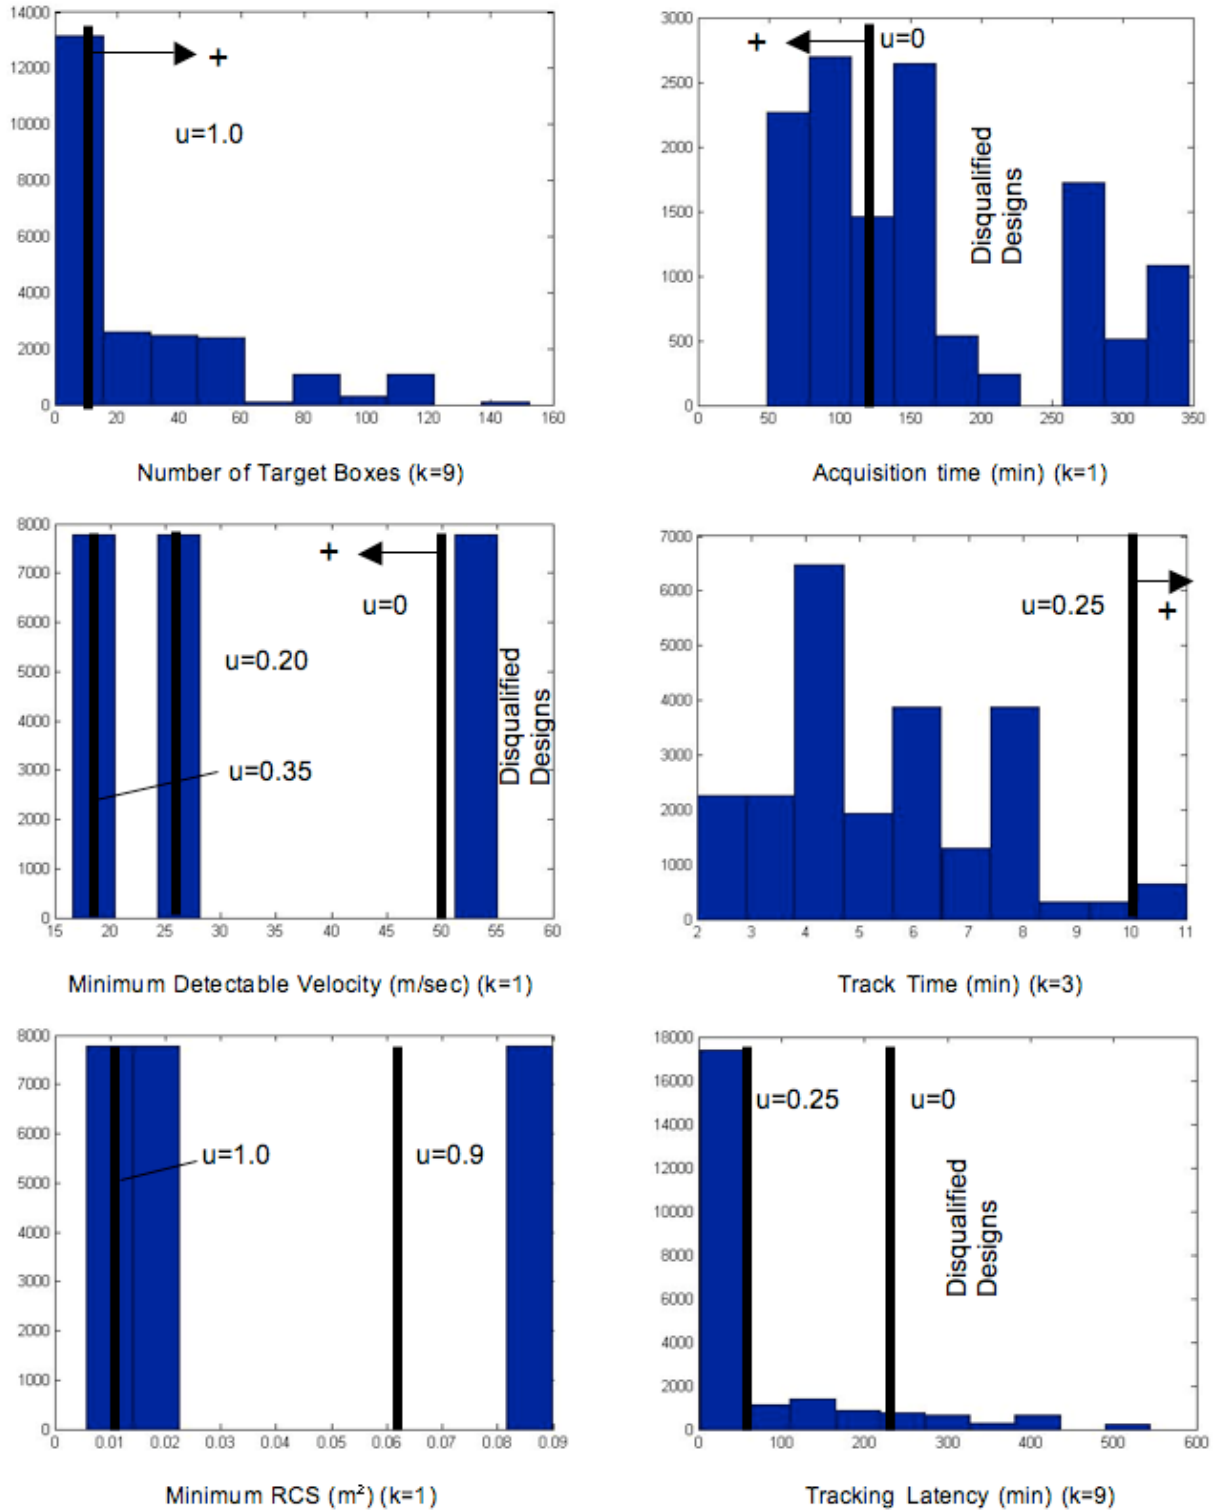 14000
12000
10000
8000
6000
4000
2000
0
0 20 40 60 80 100 120 140 160
+
u=1.0
Number of Target Boxes (k=9)
3000
2500
2000
1500
1000
500
0
0 50 100 150 200 250 300 350
+
u=0
Disqualified
Designs
Acquisition time (min) (k=1)
8000
7000
6000
5000
4000
3000
2000
1000
0
15 20 25 30 35 40 45 50 55 60
+
u=0
u=0.20
u=0.35
Disqualified
Designs
Minimum Detectable Velocity (m/sec) (k=1)
7000
6000
5000
4000
3000
2000
1000
0
2 3 4 5 6 7 8 9 10 11
u=0.25
+
Track Time (min) (k=3)
8000
7000
6000
5000
4000
3000
2000
1000
0
0 0.01 0.02 0.03 0.04 0.05 0.06 0.07 0.08 0.09
u=1.0
u=0.9
Minimum RCS (m²) (k=1)
18000
16000
14000
12000
10000
8000
6000
4000
2000
0
0 100 200 300 400 500 600
u=0.25
u=0
Disqualified
Designs
Tracking Latency (min) (k=9)